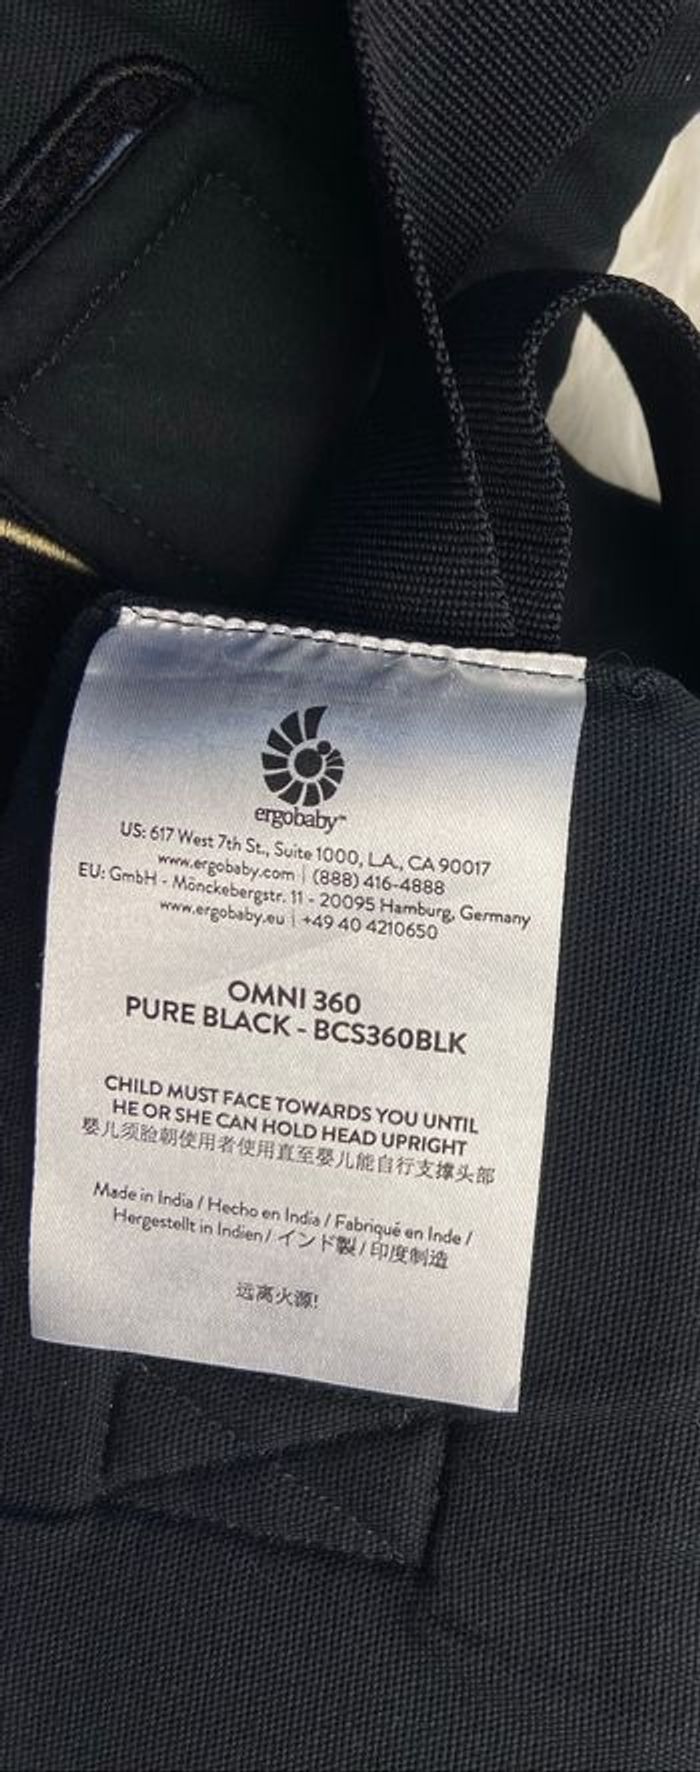 ergobaby™
US: 617 West 7th St., Suite 1000, L.A., CA 90017
www.ergobaby.com | (888) 416-4888
EU: GmbH - Mönckebergstr. 11 - 20095 Hamburg, Germany
www.ergobaby.eu | +49 40 4210650
OMNI 360
PURE BLACK - BCS360BLK
CHILD MUST FACE TOWARDS YOU UNTIL
HE OR SHE CAN HOLD HEAD UPRIGHT
婴儿须脸朝使用者使用直至婴儿能自行支撑头部
Made in India / Hecho en India / Fabriqué en Inde /
Hergestellt in Indien / インド製 / 印度制造
远离火源!